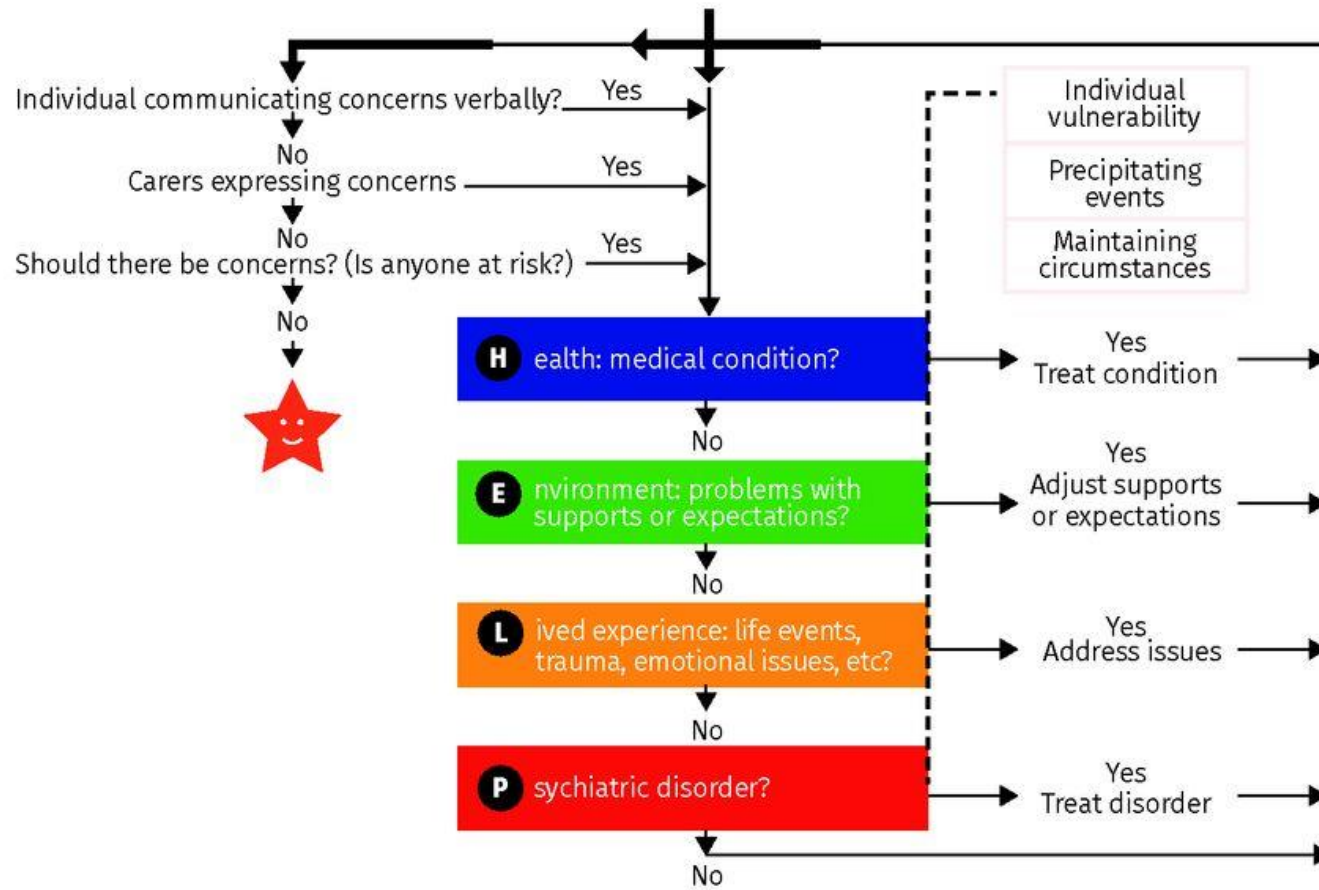 Individual communicating concerns verbally?
Yes
No
Carers expressing concerns
Yes
No
Should there be concerns? (Is anyone at risk?)
Yes
No
Individual
vulnerability
Precipitating
events
Maintaining
circumstances
H ealth: medical condition?
Yes
Treat condition
No
E nvironment: problems with
supports or expectations?
Yes
Adjust supports
or expectations
No
L ived experience: life events,
trauma, emotional issues, etc?
Yes
Address issues
No
P sychiatric disorder?
Yes
Treat disorder
No